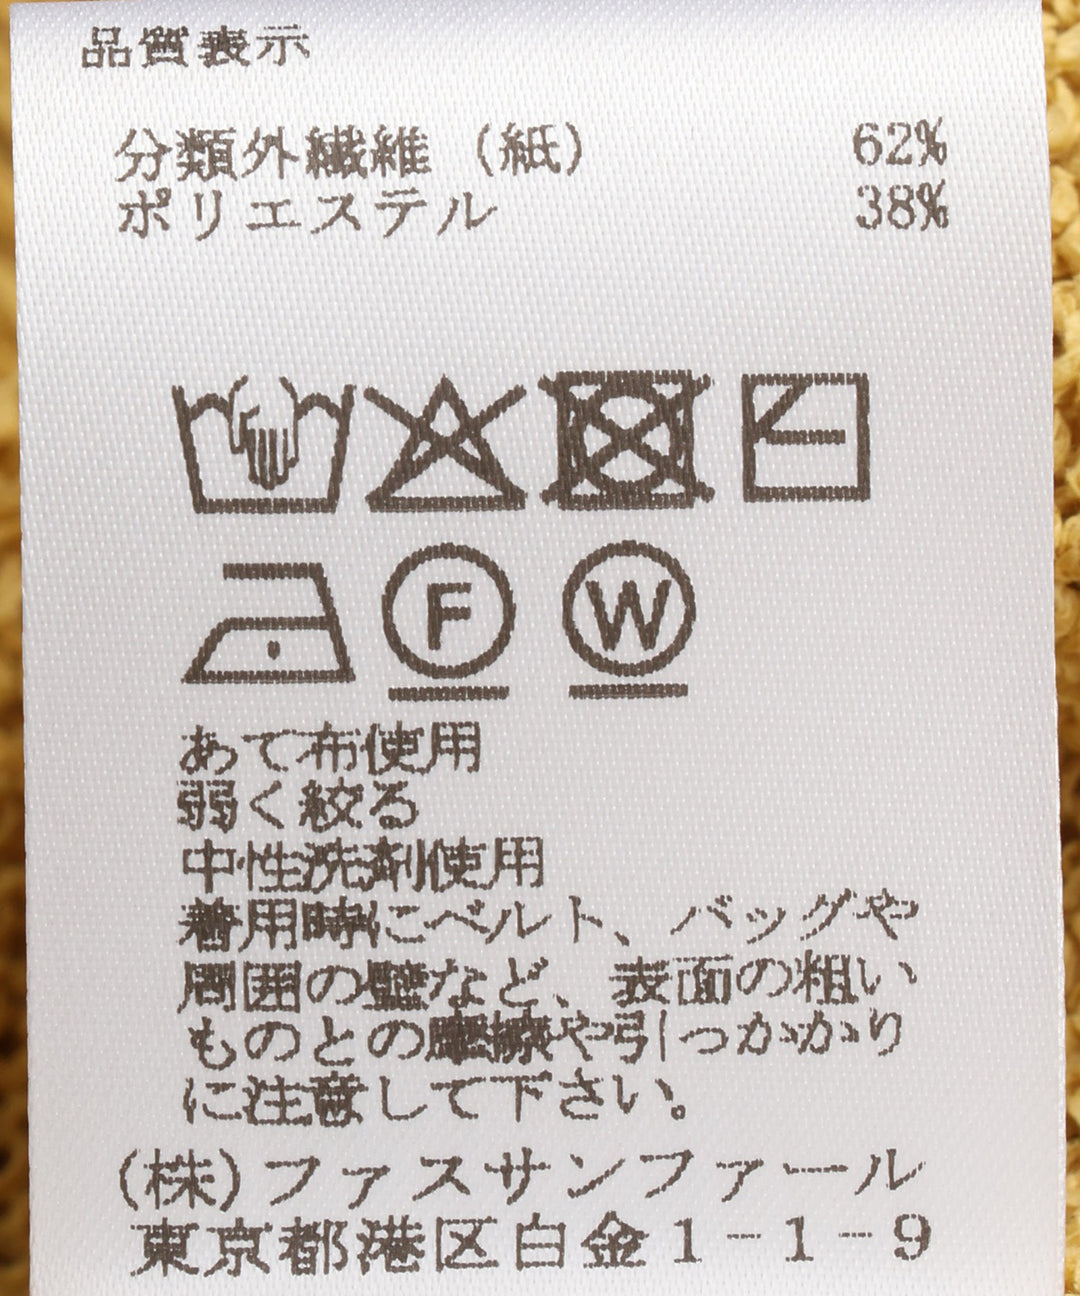 品質表示
分類外繊維（紙） 62%
ポリエステル 38%
F W
あて布使用
弱く絞る
中性洗剤使用
着用時にベルト、バッグや
周囲の壁など、表面の粗い
ものとの摩擦や引っかかり
に注意して下さい。
(株)ファスサンファール
東京都港区白金1-1-9